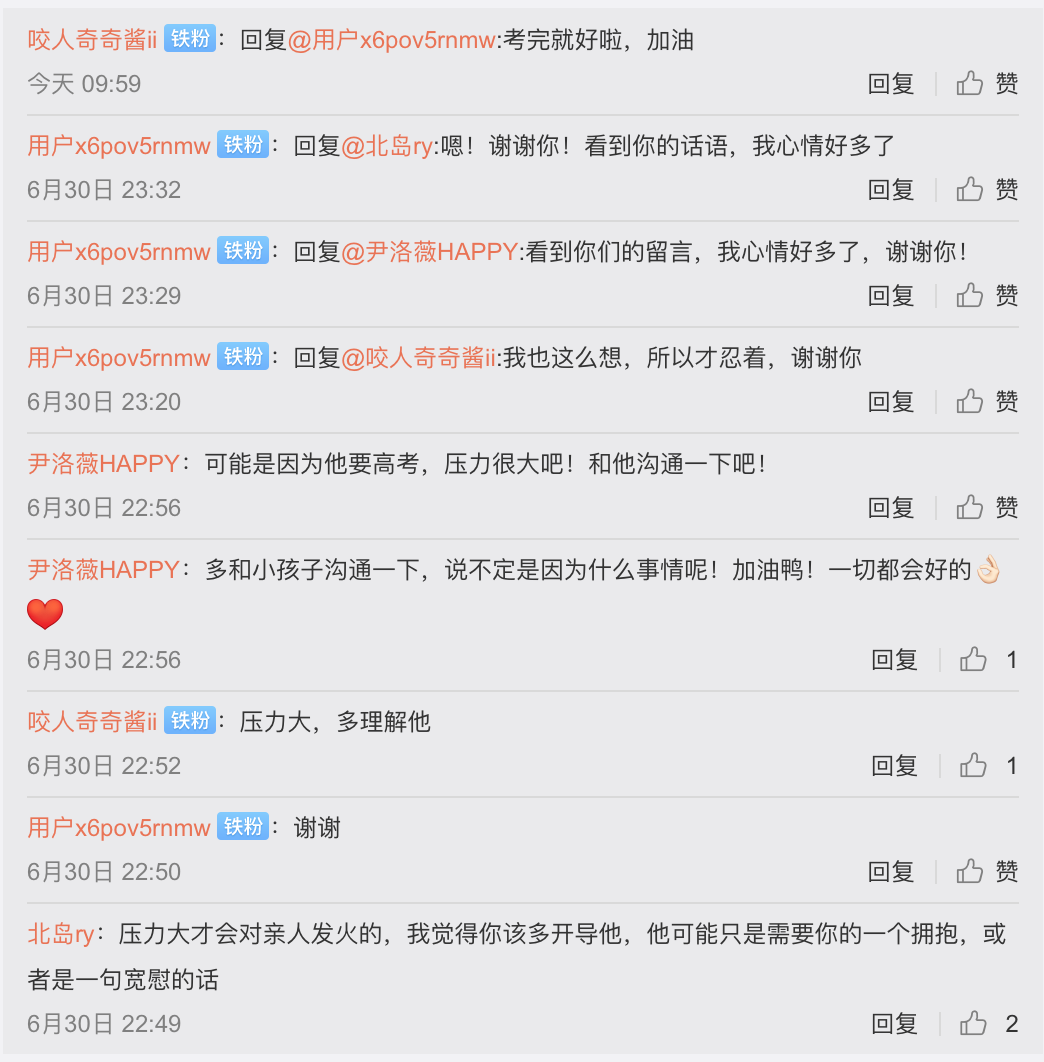 咬人奇奇酱ii 铁粉：回复@用户x6pov5rnmw:考完就好啦，加油
今天 09:59 回复 赞
用户x6pov5rnmw 铁粉：回复@北岛ry:嗯！谢谢你！看到你的话语，我心情好多了
6月30日 23:32 回复 赞
用户x6pov5rnmw 铁粉：回复@尹洛薇HAPPY:看到你们的留言，我心情好多了，谢谢你！
6月30日 23:29 回复 赞
用户x6pov5rnmw 铁粉：回复@咬人奇奇酱ii:我也这么想，所以才忍着，谢谢你
6月30日 23:20 回复 赞
尹洛薇HAPPY：可能是因为他要高考，压力很大吧！和他沟通一下吧！
6月30日 22:56 回复 赞
尹洛薇HAPPY：多和小孩子沟通一下，说不定是因为什么事情呢！加油鸭！一切都会好的👌🏻
❤️
6月30日 22:56 回复 1
咬人奇奇酱ii 铁粉：压力大，多理解他
6月30日 22:52 回复 1
用户x6pov5rnmw 铁粉：谢谢
6月30日 22:50 回复 赞
北岛ry：压力大才会对亲人发火的，我觉得你该多开导他，他可能只是需要你的一个拥抱，或
者是一句宽慰的话
6月30日 22:49 回复 2